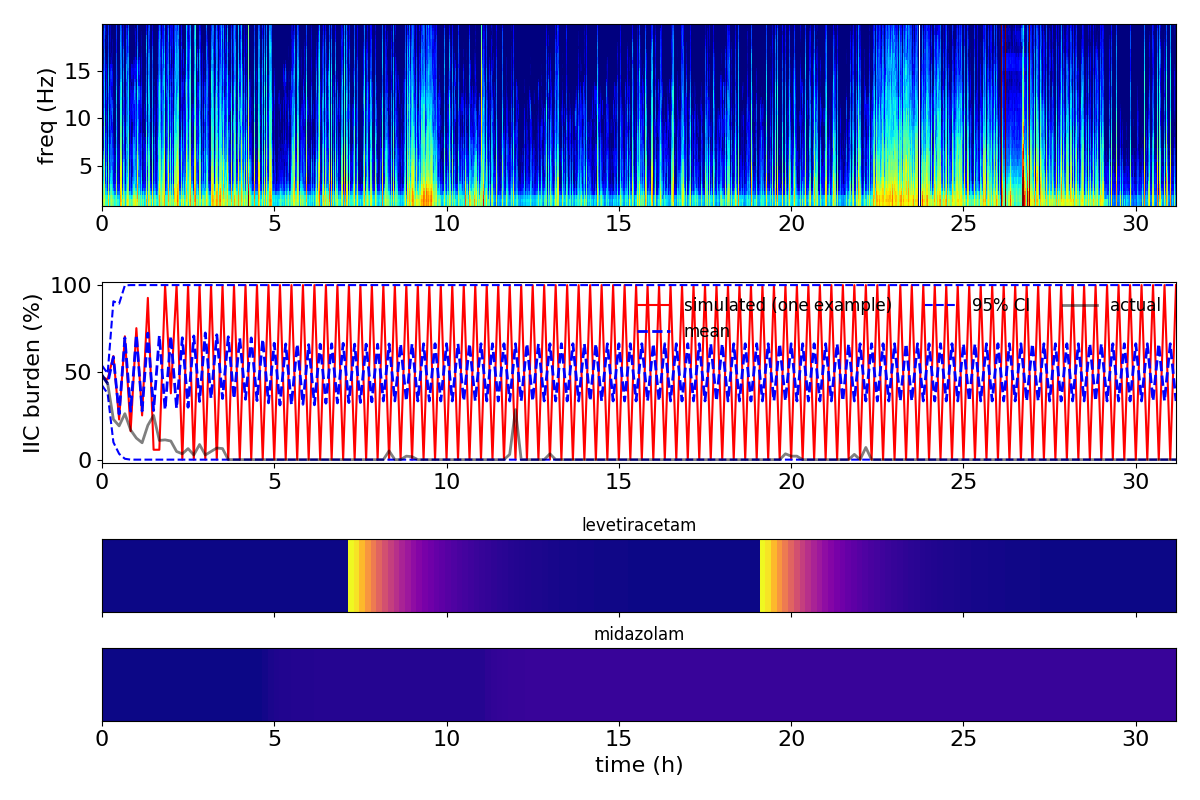 freq (Hz)
15
10
5
0 5 10 15 20 25 30
IIC burden (%)
100
50
0
simulated (one example) 95% CI actual
mean
0 5 10 15 20 25 30
levetiracetam
midazolam
0 5 10 15 20 25 30
time (h)